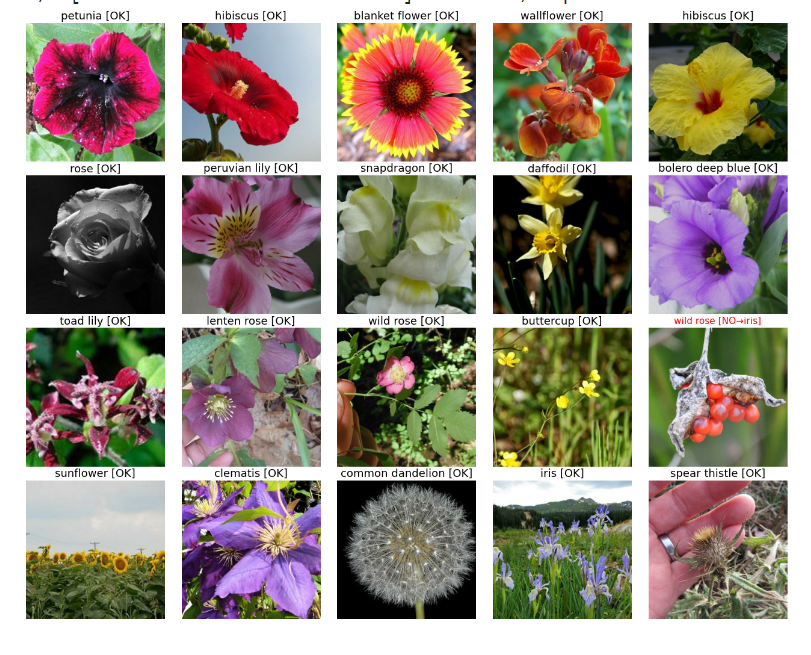 petunia [OK] hibiscus [OK] blanket flower [OK] wallflower [OK] hibiscus [OK]
rose [OK] peruvian lily [OK] snapdragon [OK] daffodil [OK] bolero deep blue [OK]
toad lily [OK] lenten rose [OK] wild rose [OK] buttercup [OK] wild rose [NO→iris]
sunflower [OK] clematis [OK] common dandelion [OK] iris [OK] spear thistle [OK]